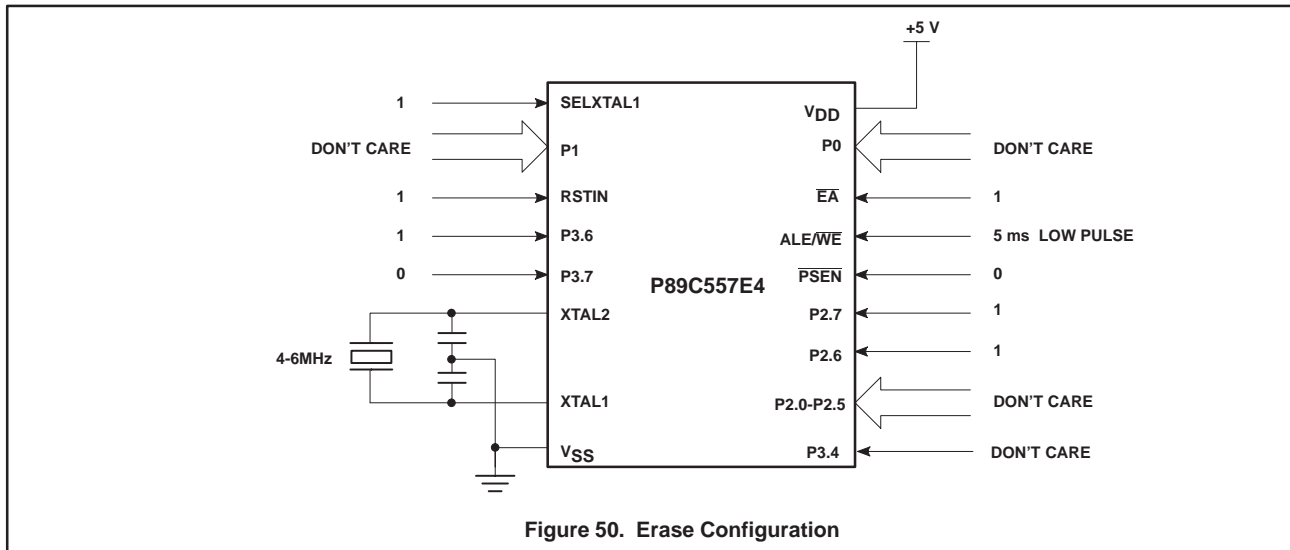 +5 V
1
SELXTAL1
VDD
DON'T CARE
P1
P0
DON'T CARE
1
RSTIN
EA
1
1
P3.6
ALE/WE
5 ms LOW PULSE
0
P3.7
P89C557E4
PSEN
0
XTAL2
P2.7
1
4-6MHz
P2.6
1
XTAL1
P2.0-P2.5
DON'T CARE
VSS
P3.4
DON'T CARE
Figure 50. Erase Configuration